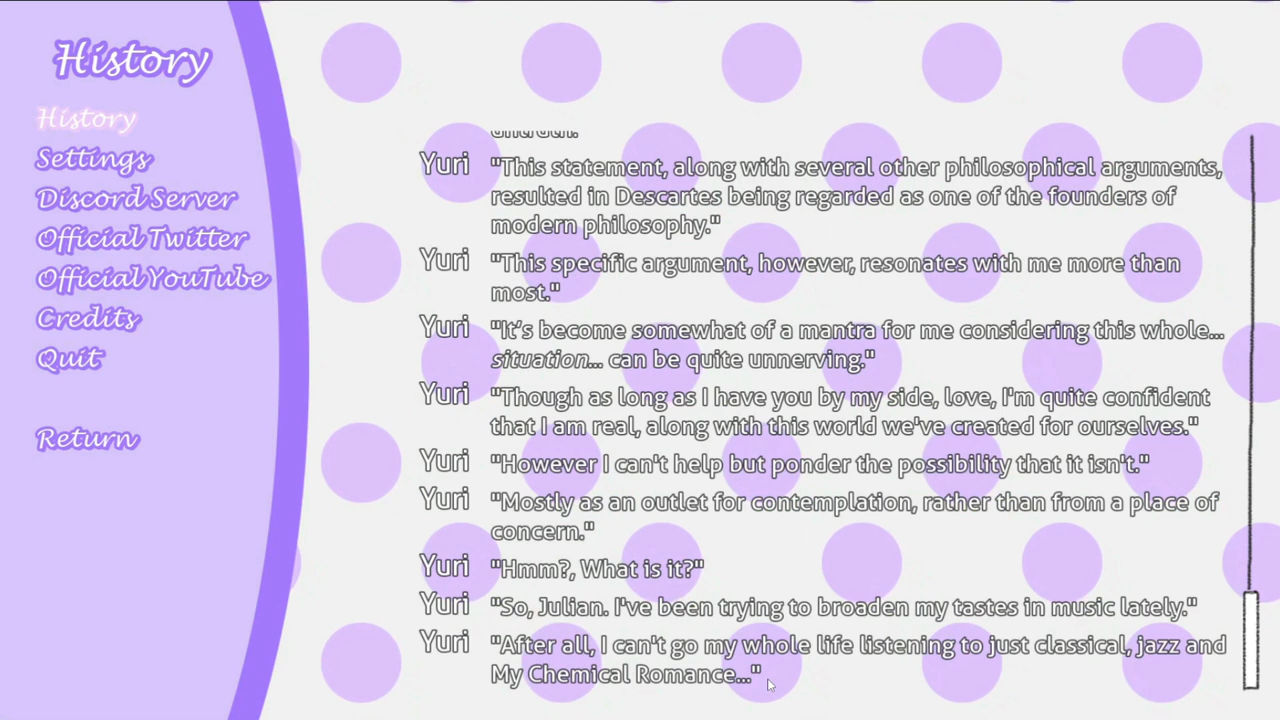 History
History
Settings
Discord Server
Official Twitter
Official YouTube
Credits
Quit
Return
untruth.
Yuri "This statement, along with several other philosophical arguments,
resulted in Descartes being regarded as one of the founders of
modern philosophy."
Yuri "This specific argument, however, resonates with me more than
most."
Yuri "It's become somewhat of a mantra for me considering this whole...
situation... can be quite unnerving."
Yuri "Though as long as I have you by my side, love, I'm quite confident
that I am real, along with this world we've created for ourselves."
Yuri "However I can't help but ponder the possibility that it isn't."
Yuri "Mostly as an outlet for contemplation, rather than from a place of
concern."
Yuri "Hmm?, What is it?"
Yuri "So, Julian. I've been trying to broaden my tastes in music lately."
Yuri "After all, I can't go my whole life listening to just classical, jazz and
My Chemical Romance..."